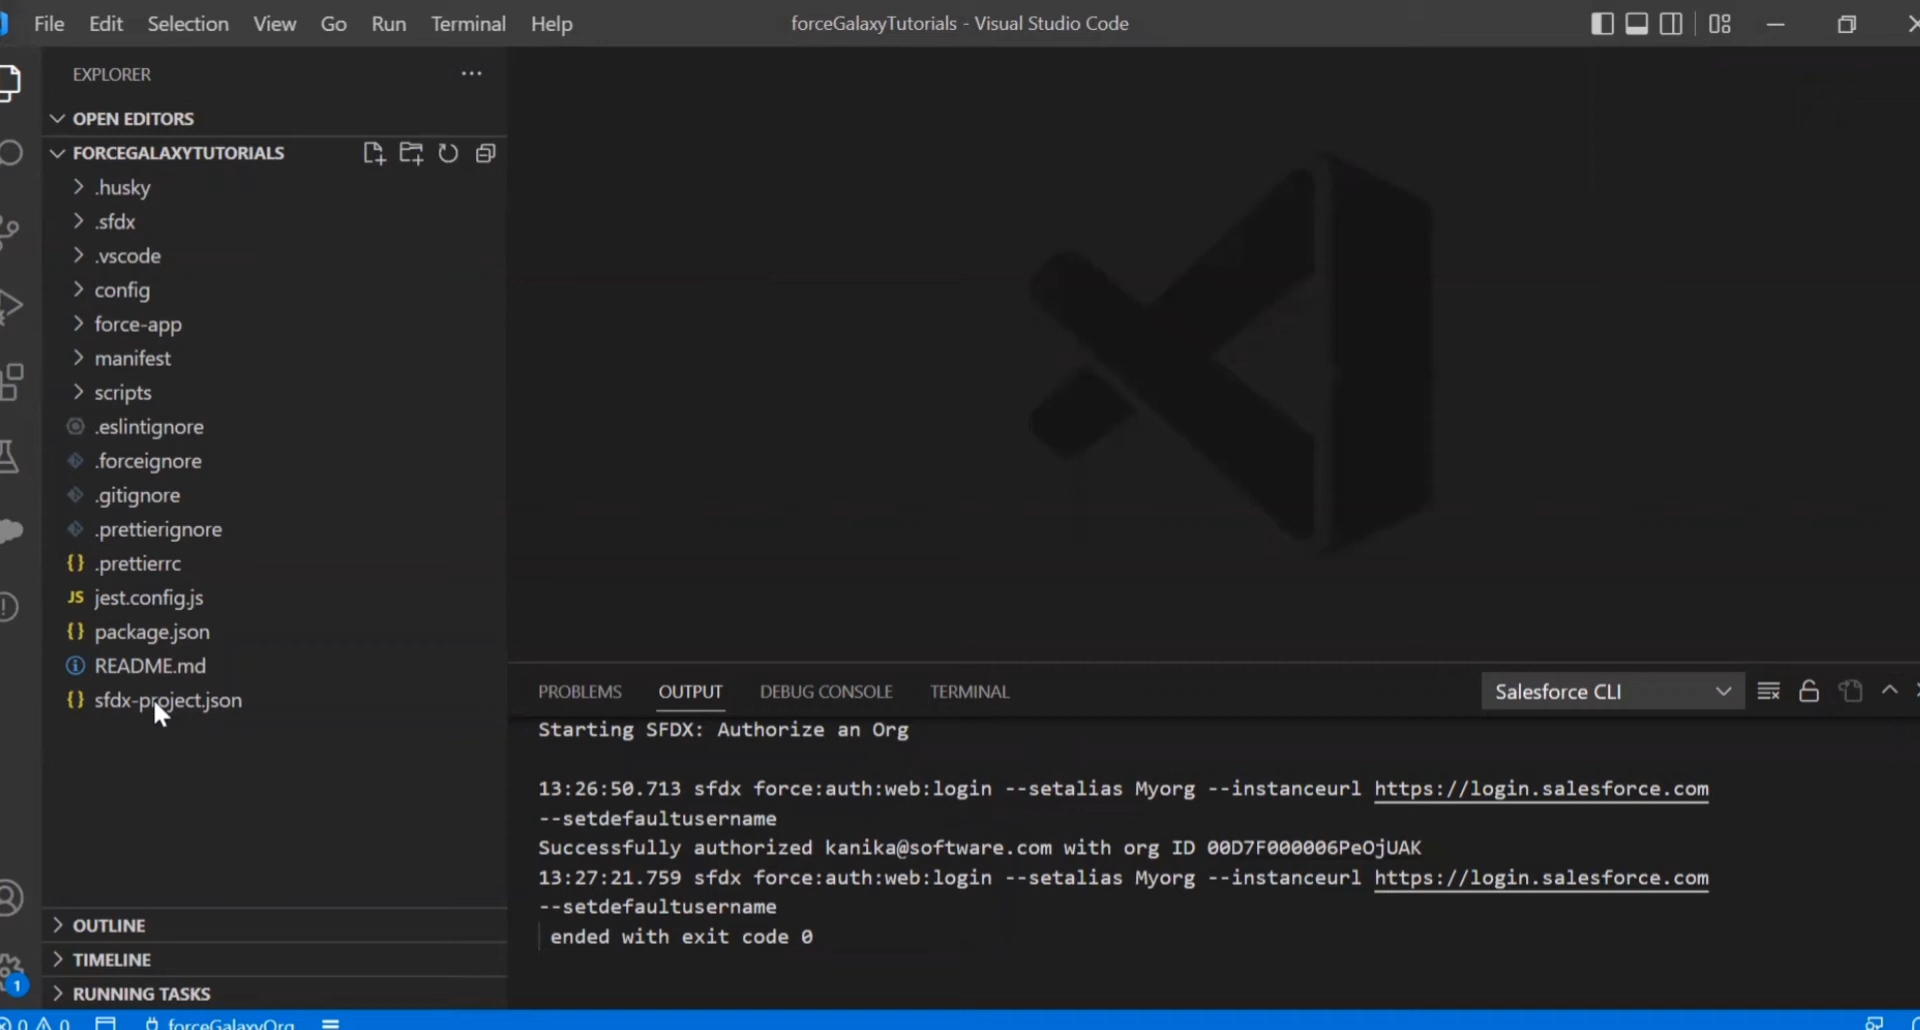 File Edit Selection View Go Run Terminal Help
forceGalaxyTutorials - Visual Studio Code
EXPLORER
OPEN EDITORS
FORCEGALAXYTUTORIALS
.husky
.sfdx
.vscode
config
force-app
manifest
scripts
.eslintignore
.forceignore
.gitignore
.prettierignore
.prettierrc
JS jest.config.js
package.json
README.md
sfdx-project.json
OUTLINE
TIMELINE
RUNNING TASKS
PROBLEMS OUTPUT DEBUG CONSOLE TERMINAL
Salesforce CLI
Starting SFDX: Authorize an Org
13:26:50.713 sfdx force:auth:web:login --setalias Myorg --instanceurl https://login.salesforce.com
--setdefaultusername
Successfully authorized kanika@software.com with org ID 00D7F000006PeOjUAK
13:27:21.759 sfdx force:auth:web:login --setalias Myorg --instanceurl https://login.salesforce.com
--setdefaultusername
ended with exit code 0
1
0 0 forceGalaxyOrg